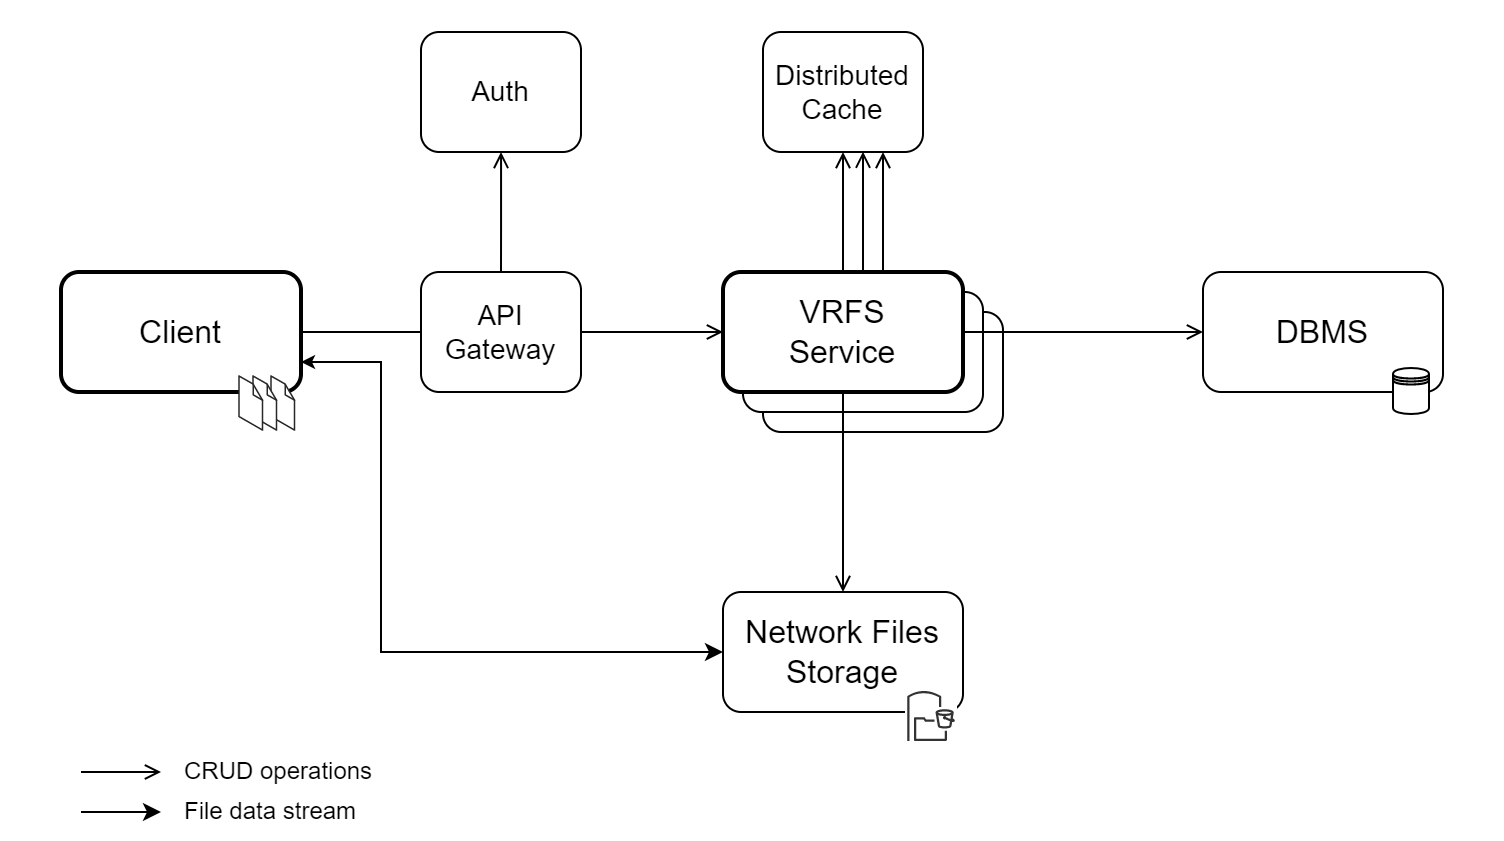 Auth
Distributed
Cache
Client
API
Gateway
VRFS
Service
DBMS
Network Files
Storage
CRUD operations
File data stream